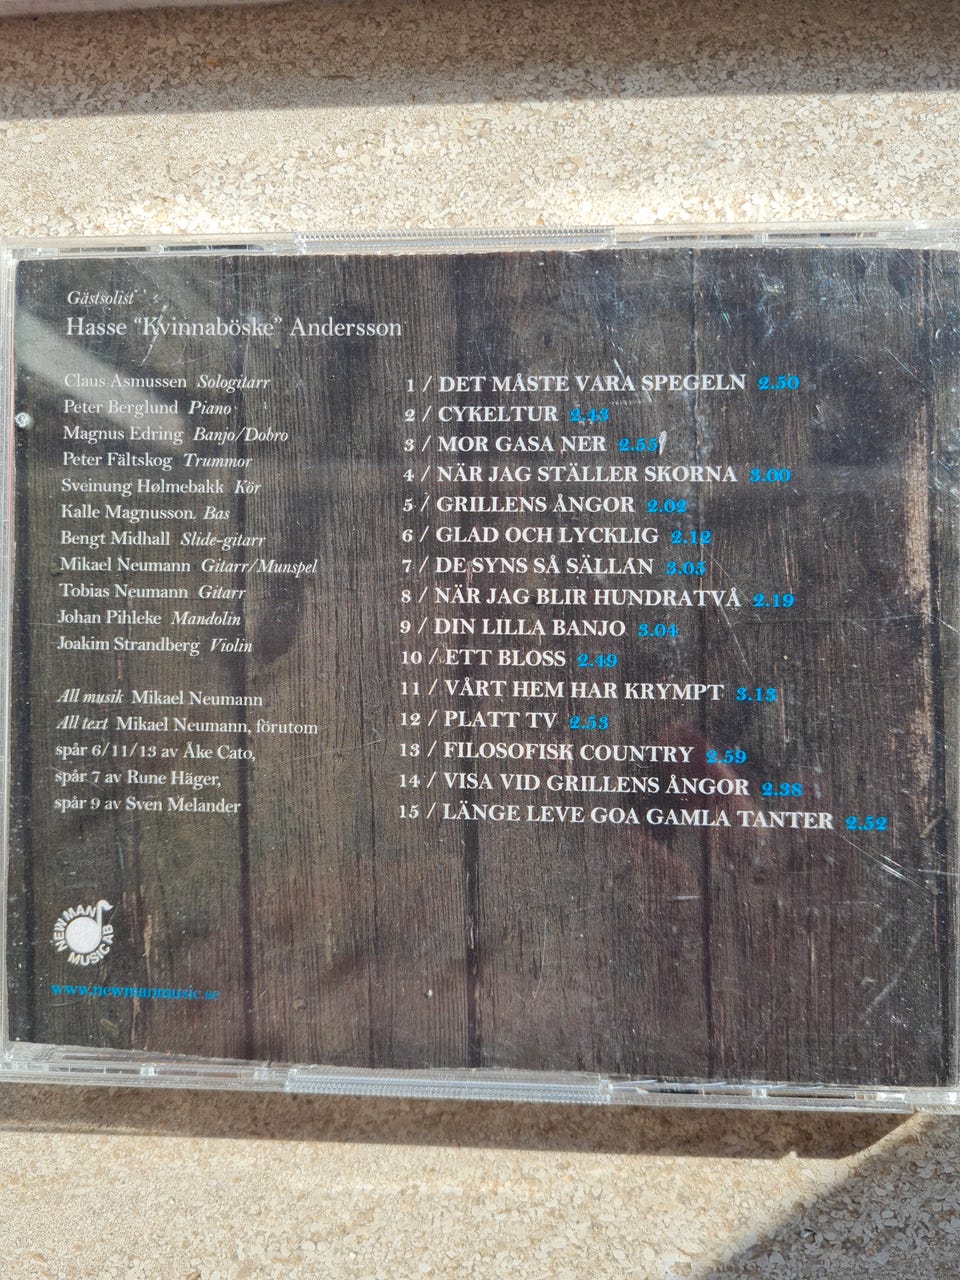 Gästsolist
Hasse “Kvinnaböske” Andersson
Claus Asmussen Sologitarr
Peter Berglund Piano
Magnus Edring Banjo/Dobro
Peter Fältskog Trummor
Sveinung Hølmebakk Kör
Kalle Magnusson Bas
Bengt Midhall Slide-gitarr
Mikael Neumann Gitarr/Munspel
Tobias Neumann Gitarr
Johan Pihleke Mandolin
Joakim Strandberg Violin
All musik Mikael Neumann
All text Mikael Neumann, förutom
spår 6/11/13 av Åke Cato,
spår 7 av Rune Häger,
spår 9 av Sven Melander
1 / DET MÅSTE VARA SPEGELN 2.50
2 / CYKELTUR 2.43
3 / MOR GASA NER 2.55
4 / NÄR JAG STÄLLER SKORNA 3.00
5 / GRILLENS ÅNGOR 2.02
6 / GLAD OCH LYCKLIG 2.12
7 / DE SYNS SÅ SÄLLAN 3.05
8 / NÄR JAG BLIR HUNDRATVÅ 2.19
9 / DIN LILLA BANJO 3.04
10 / ETT BLOSS 2.49
11 / VÅRT HEM HAR KRYMPT 3.13
12 / PLATT TV 2.53
13 / FILOSOFISK COUNTRY 2.59
14 / VISA VID GRILLENS ÅNGOR 2.38
15 / LÄNGE LEVE GOA GAMLA TANTER 2.52
NEW MAN MUSIC AB
www.newmanmusic.se